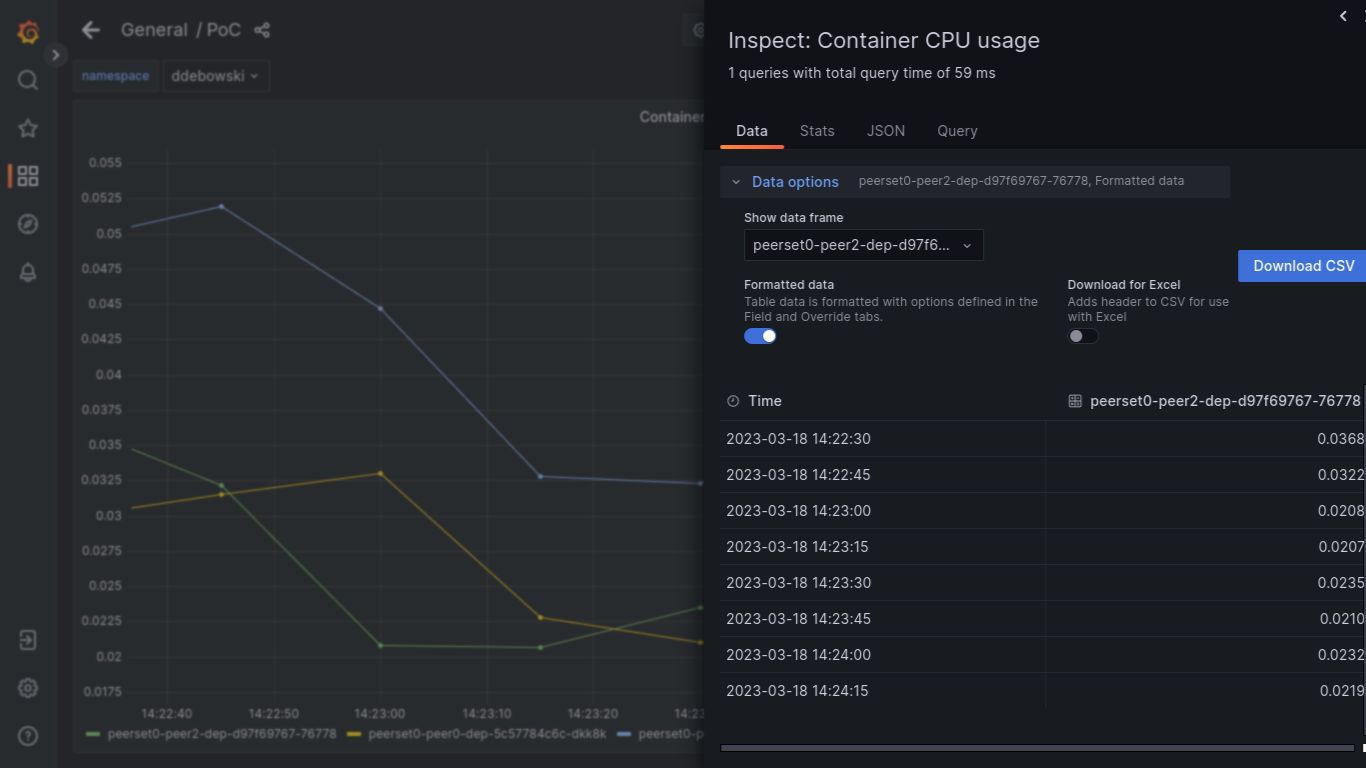 General / PoC
namespace ddebowski
Container
0.055
0.0525
0.05
0.0475
0.045
0.0425
0.04
0.0375
0.035
0.0325
0.03
0.0275
0.025
0.0225
0.02
0.0175
14:22:40 14:22:50 14:23:00 14:23:10 14:23:20 14:23
peerset0-peer2-dep-d97f69767-76778 peerset0-peer0-dep-5c57784c6c-dkk8k peerset0-p
Inspect: Container CPU usage
1 queries with total query time of 59 ms
Data Stats JSON Query
Data options peerset0-peer2-dep-d97f69767-76778, Formatted data
Show data frame
peerset0-peer2-dep-d97f6...
Download CSV
Formatted data
Table data is formatted with options defined in the
Field and Override tabs.
Download for Excel
Adds header to CSV for use
with Excel
Time peerset0-peer2-dep-d97f69767-76778
2023-03-18 14:22:30 0.0368
2023-03-18 14:22:45 0.0322
2023-03-18 14:23:00 0.0208
2023-03-18 14:23:15 0.0207
2023-03-18 14:23:30 0.0235
2023-03-18 14:23:45 0.0210
2023-03-18 14:24:00 0.0232
2023-03-18 14:24:15 0.0219